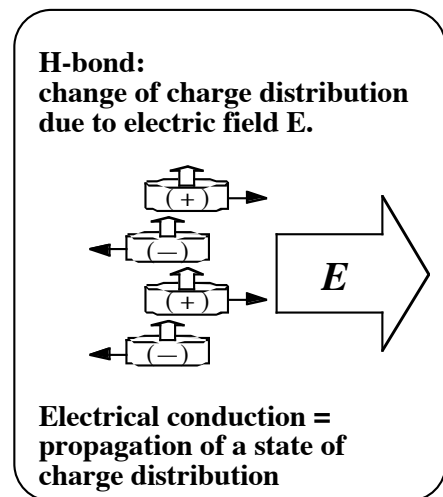 H-bond:
change of charge distribution
due to electric field E.
(+)
(—)
(+)
(—)
E
Electrical conduction =
propagation of a state of
charge distribution